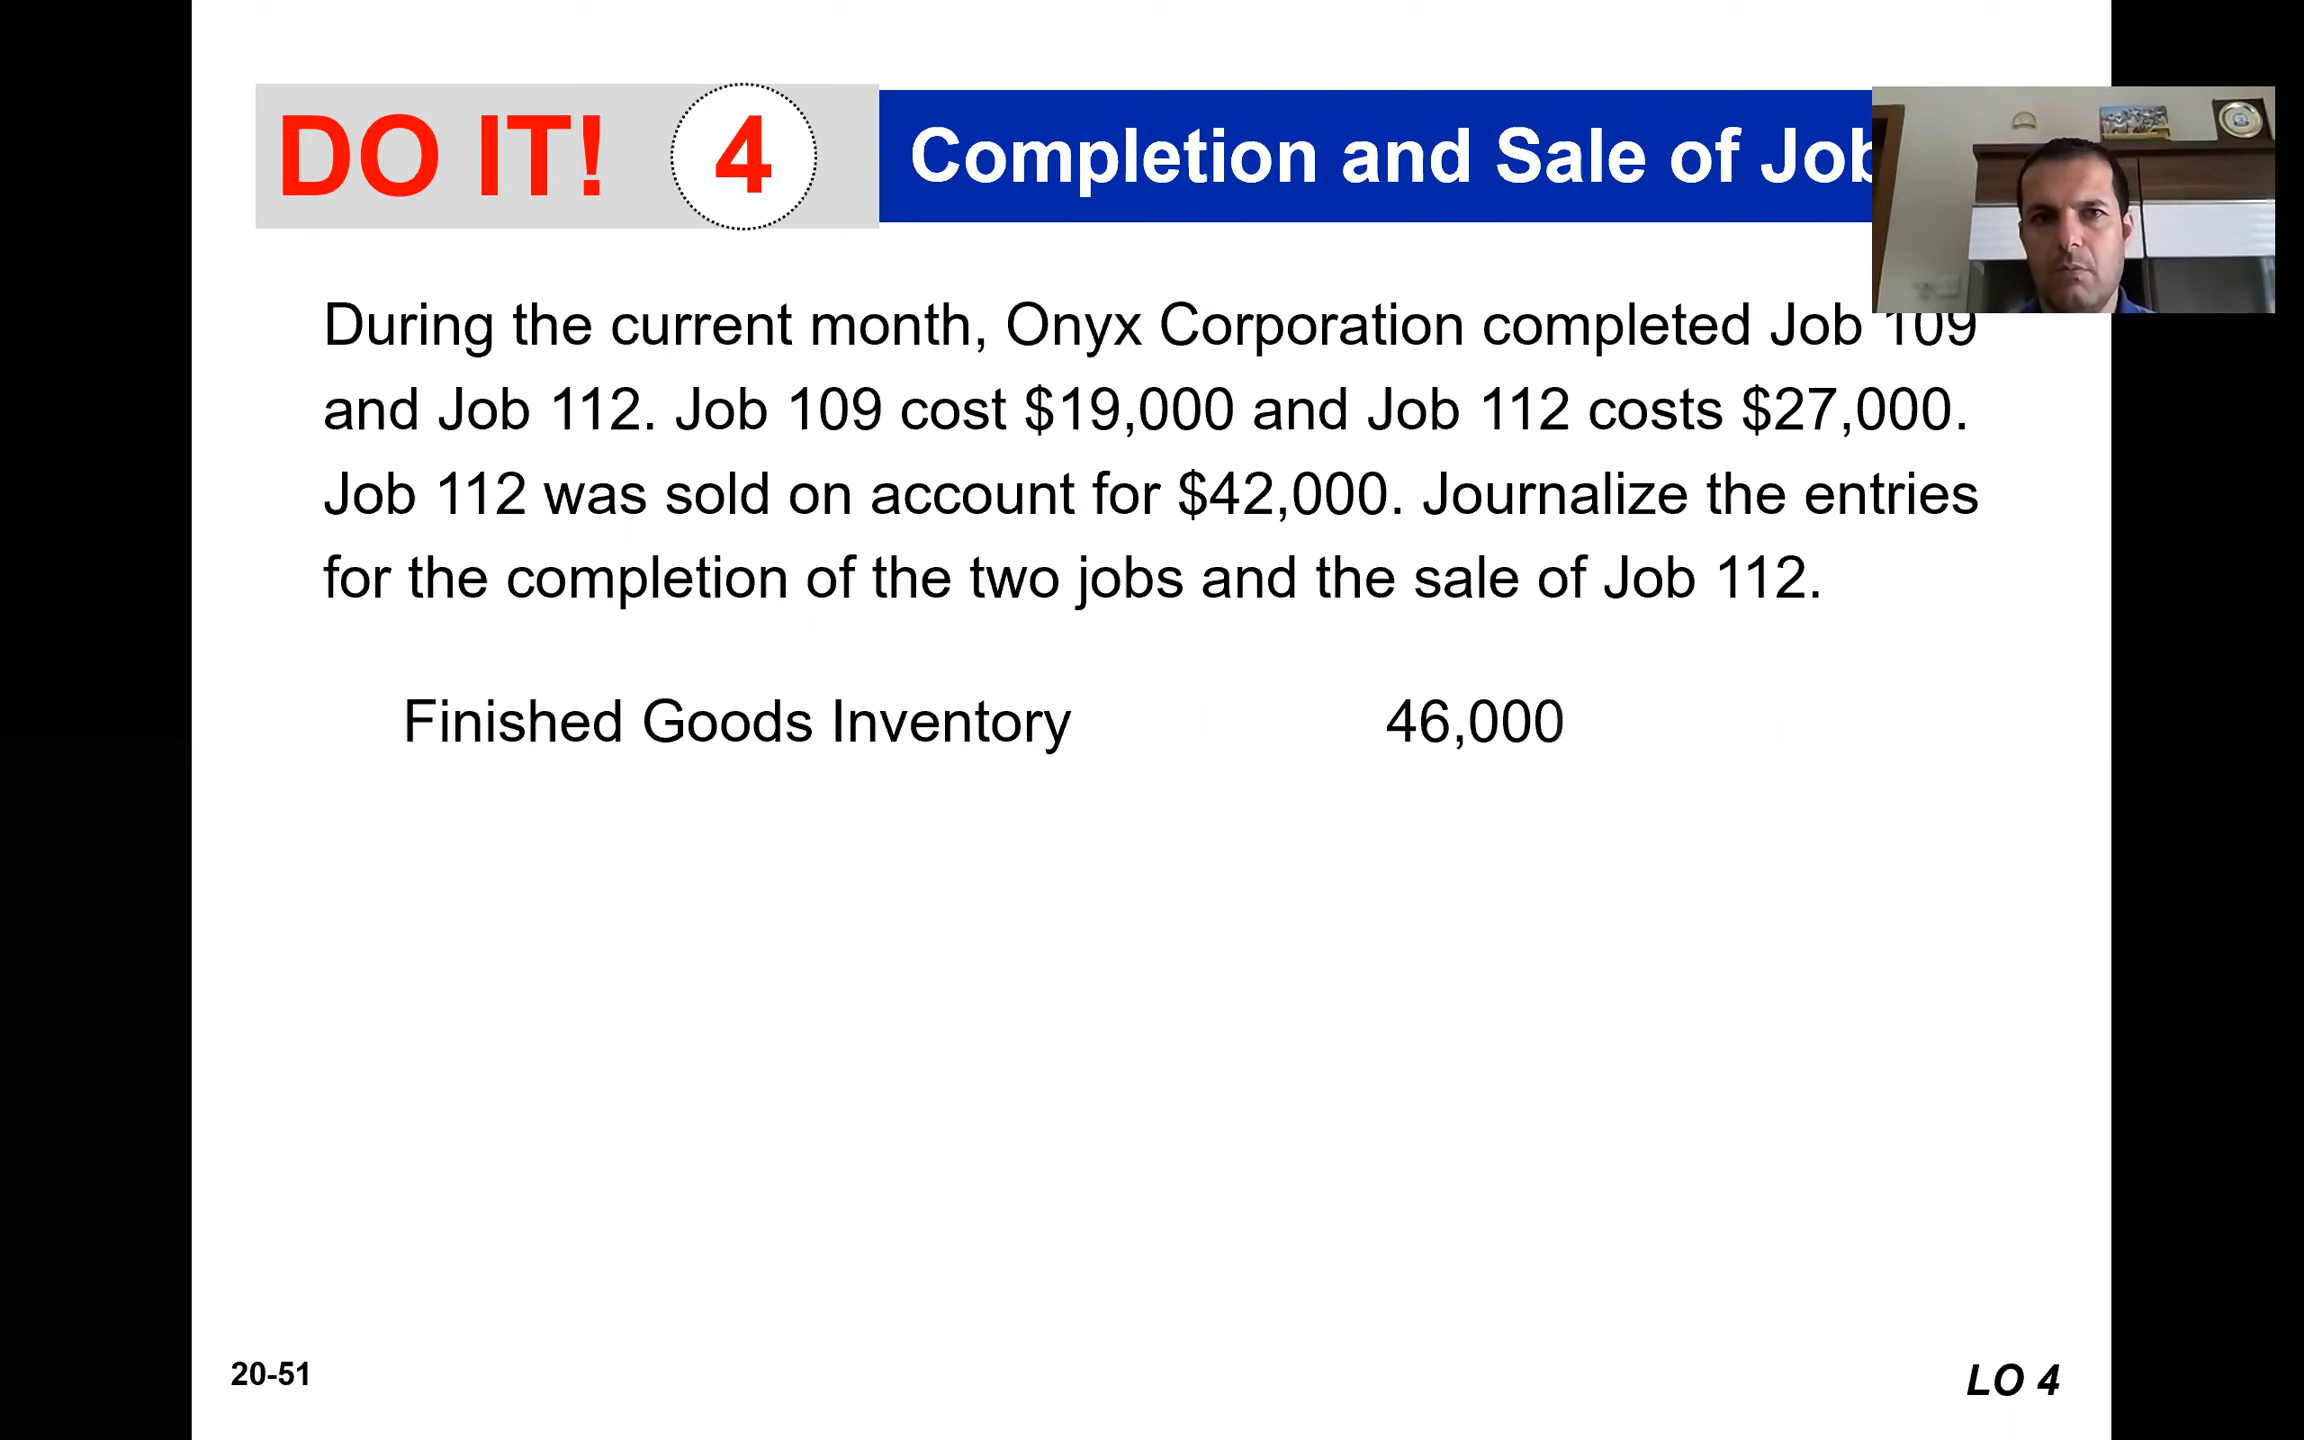 DO IT! 4 Completion and Sale of Job
During the current month, Onyx Corporation completed Job 109
and Job 112. Job 109 cost $19,000 and Job 112 costs $27,000.
Job 112 was sold on account for $42,000. Journalize the entries
for the completion of the two jobs and the sale of Job 112.
Finished Goods Inventory 46,000
20-51 LO 4